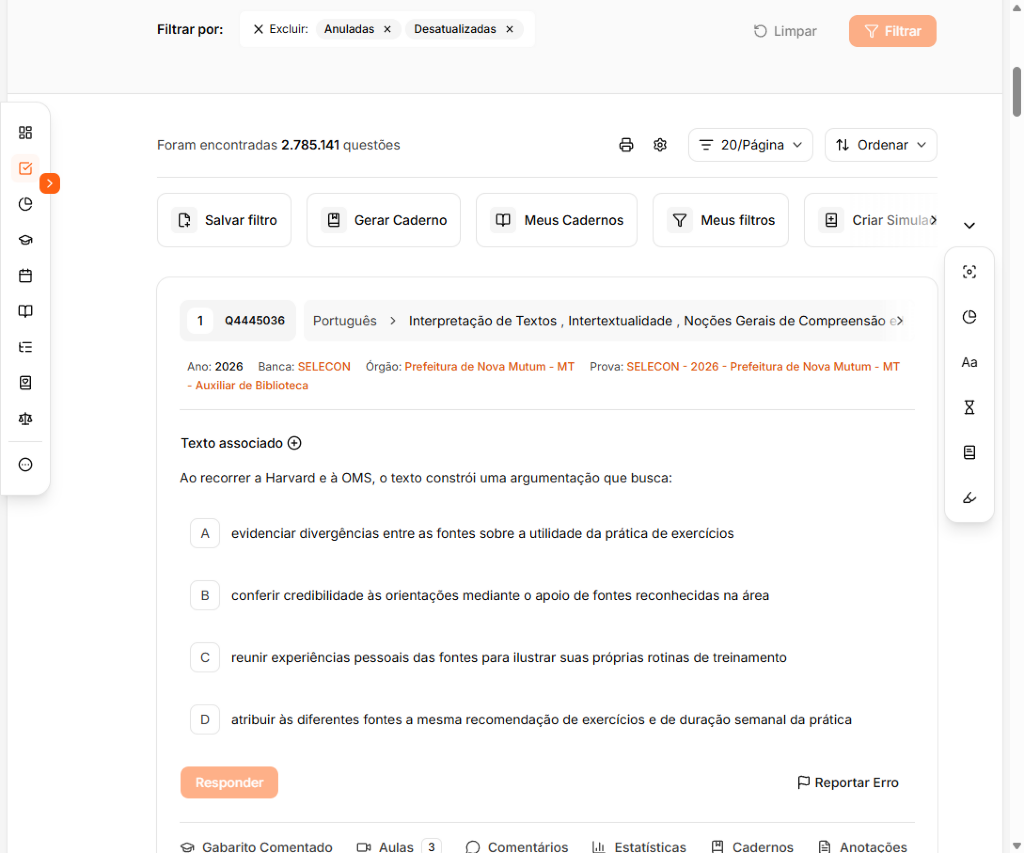 Filtrar por: Excluir: Anuladas Desatualizadas Limpar Filtrar
Foram encontradas 2.785.141 questões 20/Página Ordenar
Salvar filtro Gerar Caderno Meus Cadernos Meus filtros Criar Simula
1 Q4445036 Português > Interpretação de Textos , Intertextualidade , Noções Gerais de Compreensão e
Ano: 2026 Banca: SELECON Órgão: Prefeitura de Nova Mutum - MT Prova: SELECON - 2026 - Prefeitura de Nova Mutum - MT
- Auxiliar de Biblioteca
Texto associado
Ao recorrer a Harvard e à OMS, o texto constrói uma argumentação que busca:
A evidenciar divergências entre as fontes sobre a utilidade da prática de exercícios
Aa
B conferir credibilidade às orientações mediante o apoio de fontes reconhecidas na área
C reunir experiências pessoais das fontes para ilustrar suas próprias rotinas de treinamento
D atribuir às diferentes fontes a mesma recomendação de exercícios e de duração semanal da prática
Responder Reportar Erro
Gabarito Comentado Aulas 3 Comentários Estatísticas Cadernos Anotações